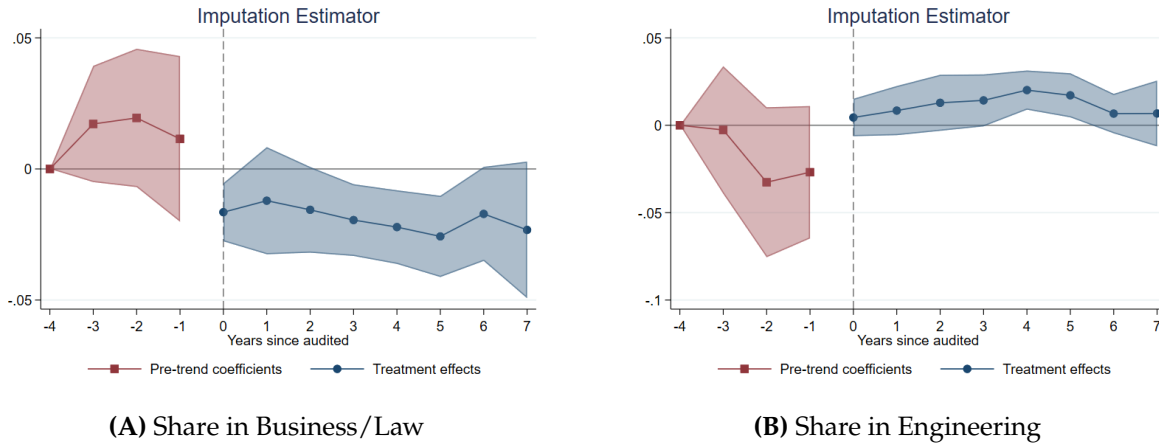 Imputation Estimator
.05
0
-.05
-4 -3 -2 -1 0 1 2 3 4 5 6 7
Years since audited
Pre-trend coefficients Treatment effects
(A) Share in Business/Law
Imputation Estimator
.05
0
-.05
-.1
-4 -3 -2 -1 0 1 2 3 4 5 6 7
Years since audited
Pre-trend coefficients Treatment effects
(B) Share in Engineering